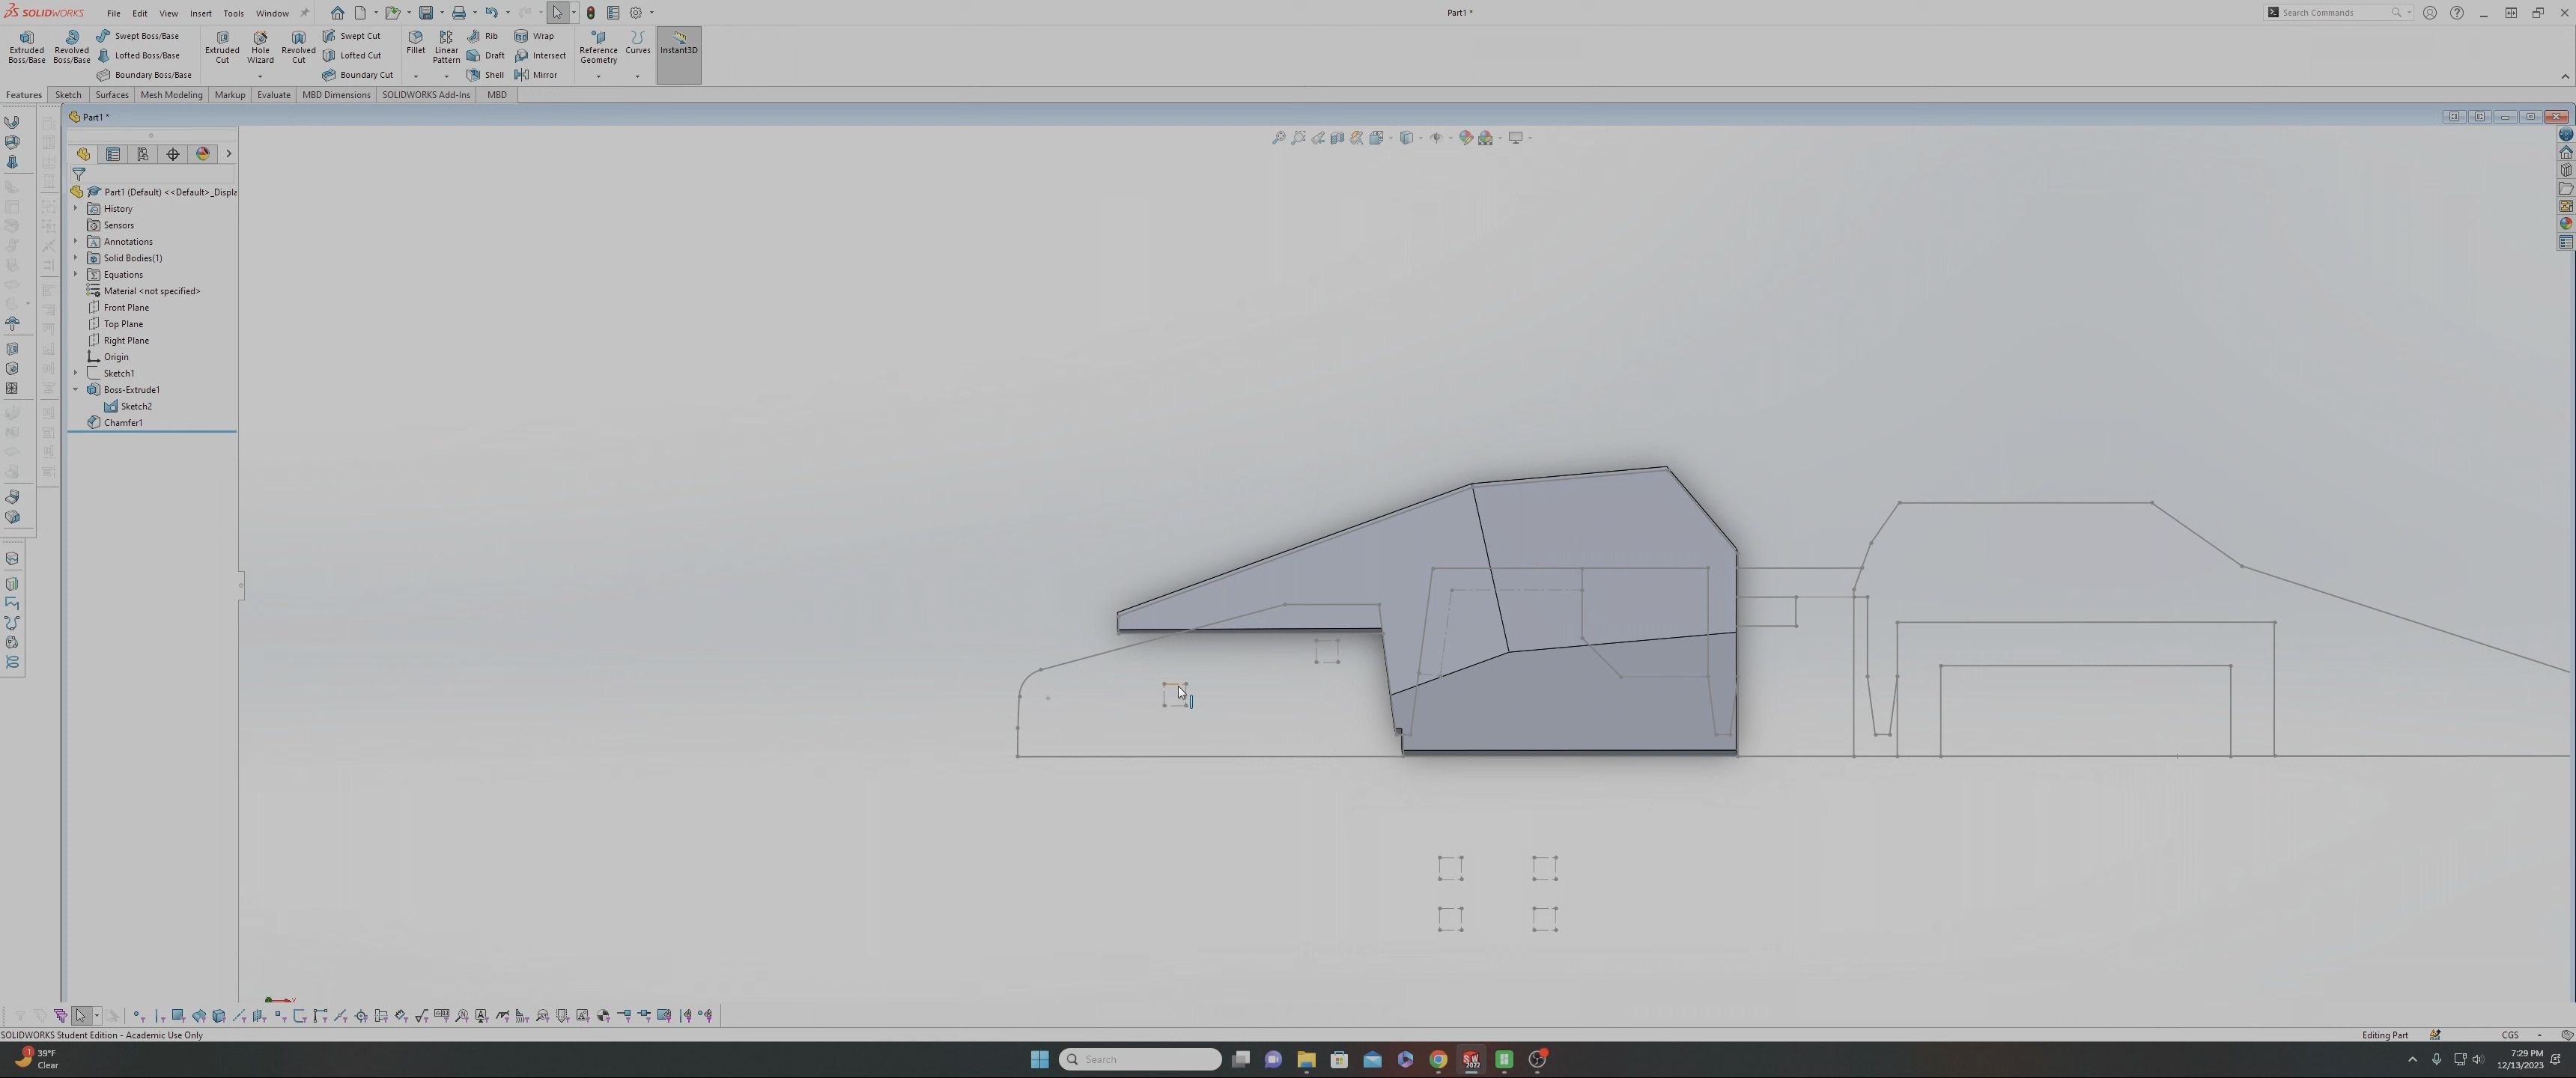 SOLIDWORKS File Edit View Insert Tools Window Part1 * Search Commands
Extruded Boss/Base Revolved Boss/Base Swept Boss/Base Extruded Cut Hole Wizard Revolved Cut Swept Cut Fillet Linear Pattern Rib Wrap Reference Geometry Curves Instant3D
Lofted Boss/Base Lofted Cut Draft Intersect
Boundary Boss/Base Boundary Cut Shell Mirror
Features Sketch Surfaces Mesh Modeling Markup Evaluate MBD Dimensions SOLIDWORKS Add-Ins MBD
Part1 *
Part1 (Default) <<Default>_Displa
History
Sensors
Annotations
Solid Bodies(1)
Equations
Material <not specified>
Front Plane
Top Plane
Right Plane
Origin
Sketch1
Boss-Extrude1
Sketch2
Chamfer1
SOLIDWORKS Student Edition - Academic Use Only Editing Part CGS
1 39°F
Clear
Search
SW 2022
7:29 PM
12/13/2023